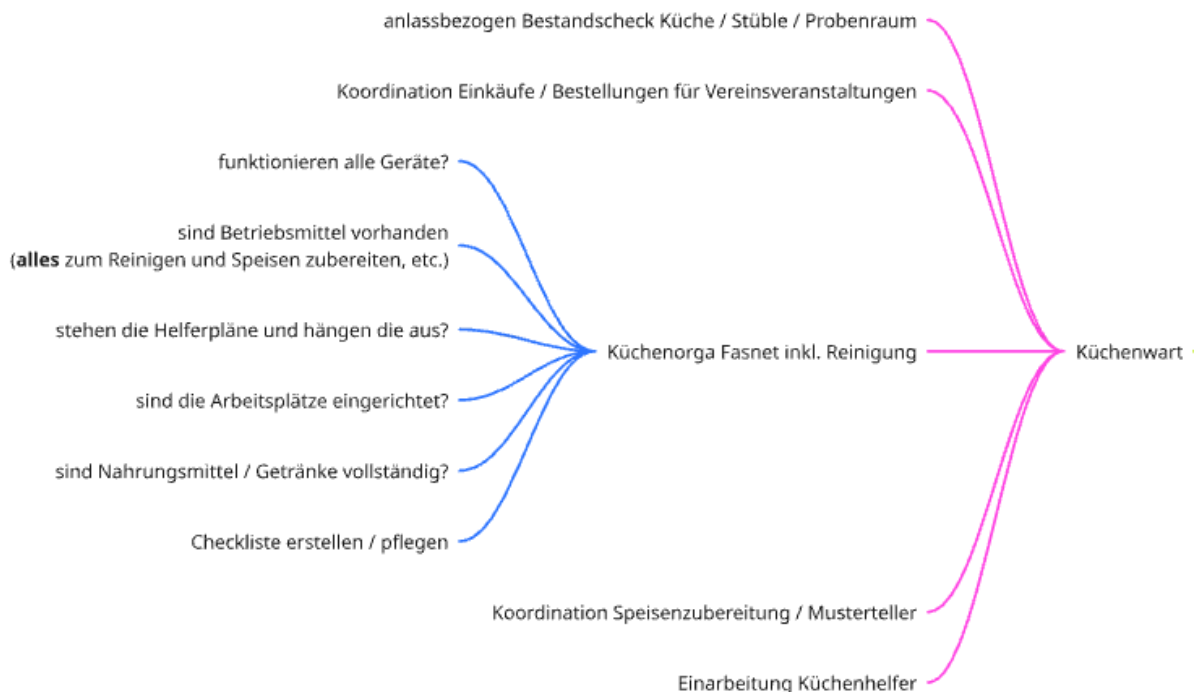 anlassbezogen Bestandscheck Küche / Stüble / Probenraum
Koordination Einkäufe / Bestellungen für Vereinsveranstaltungen
funktionieren alle Geräte?
sind Betriebsmittel vorhanden
(alles zum Reinigen und Speisen zubereiten, etc.)
stehen die Helferpläne und hängen die aus?
Küchenorga Fasnet inkl. Reinigung
Küchenwart
sind die Arbeitsplätze eingerichtet?
sind Nahrungsmittel / Getränke vollständig?
Checkliste erstellen / pflegen
Koordination Speisenzubereitung / Musterteller
Einarbeitung Küchenhelfer